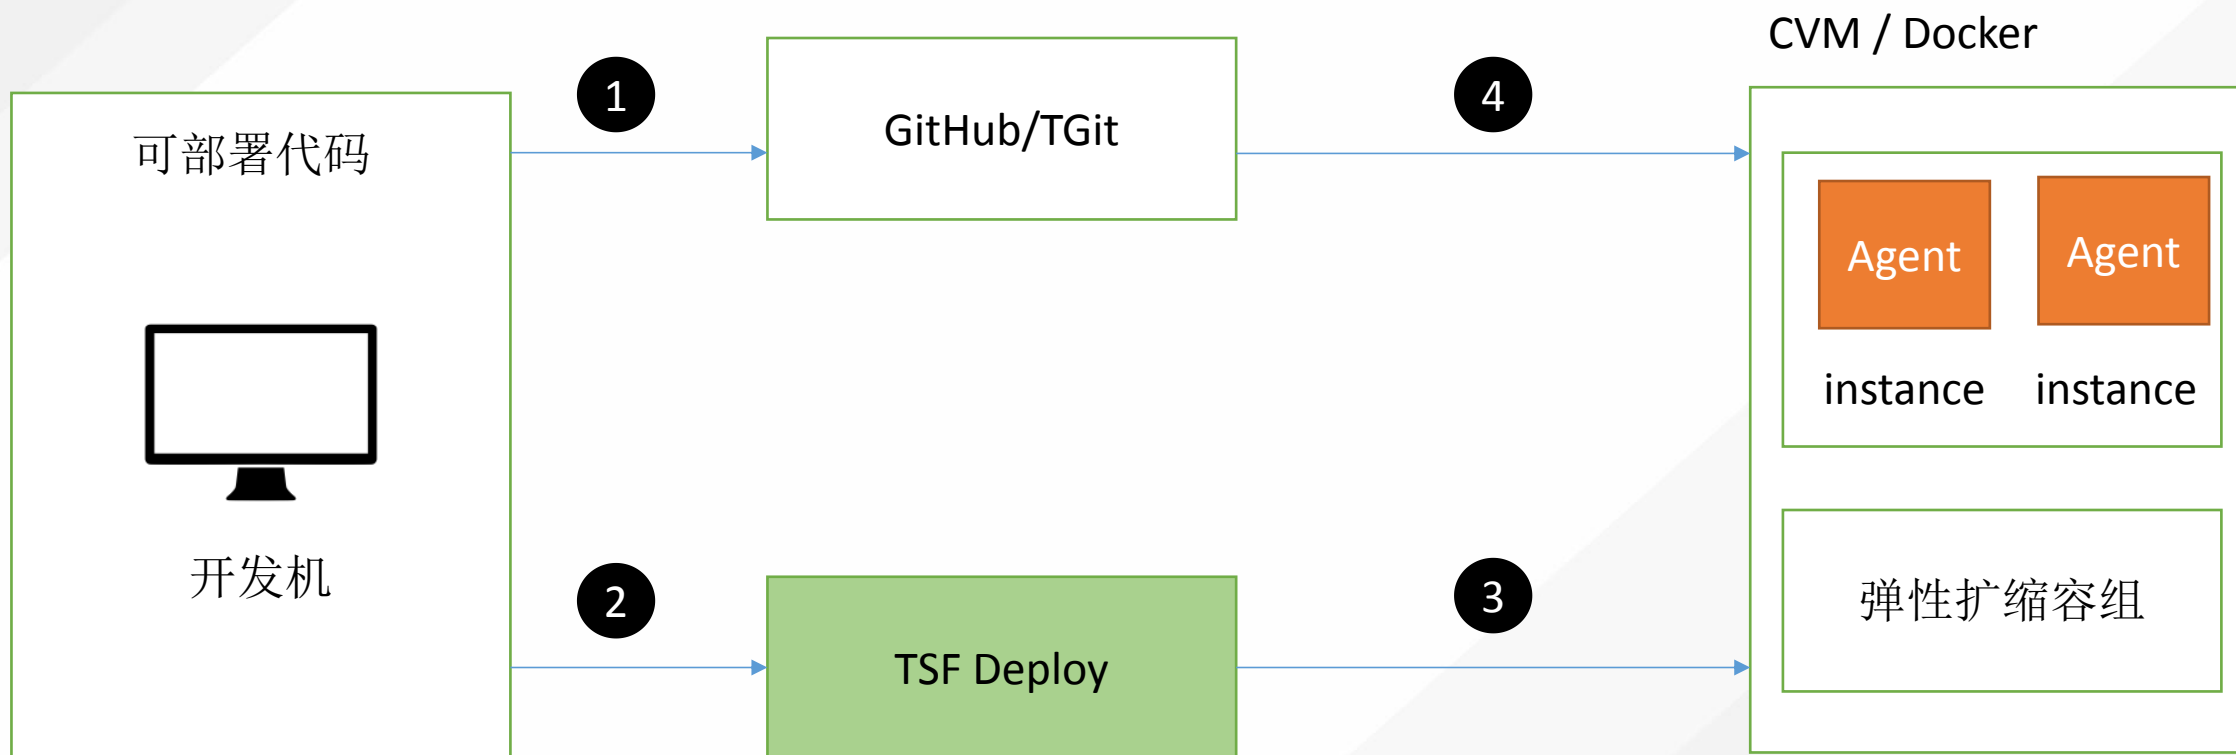 CVM / Docker
可部署代码
1
GitHub/TGit
4
Agent
Agent
instance
instance
开发机
2
TSF Deploy
3
弹性扩缩容组